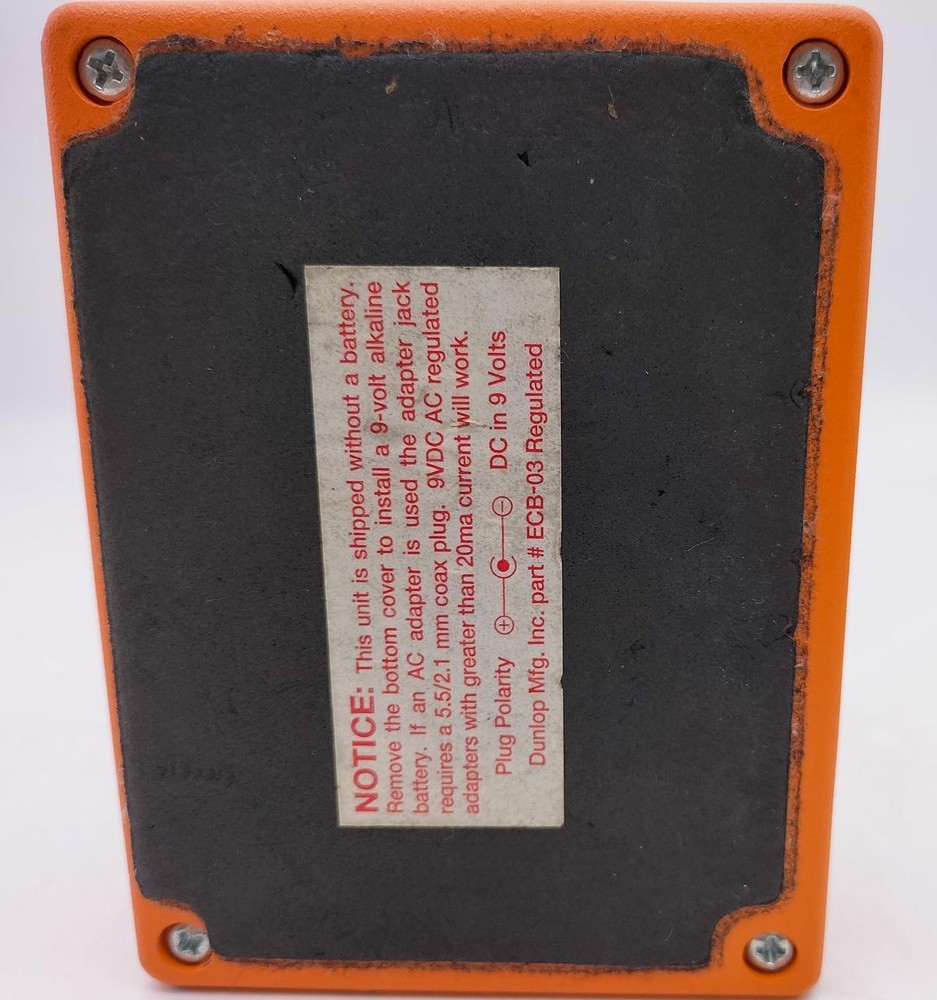 NOTICE: This unit is shipped without a battery.
Remove the bottom cover to install a 9-volt alkaline
battery. If an AC adapter is used the adapter jack
requires a 5.5/2.1 mm coax plug. 9VDC AC regulated
adapters with greater than 20ma current will work.
Plug Polarity + - DC in 9 Volts
Dunlop Mfg. Inc. part # ECB-03 Regulated